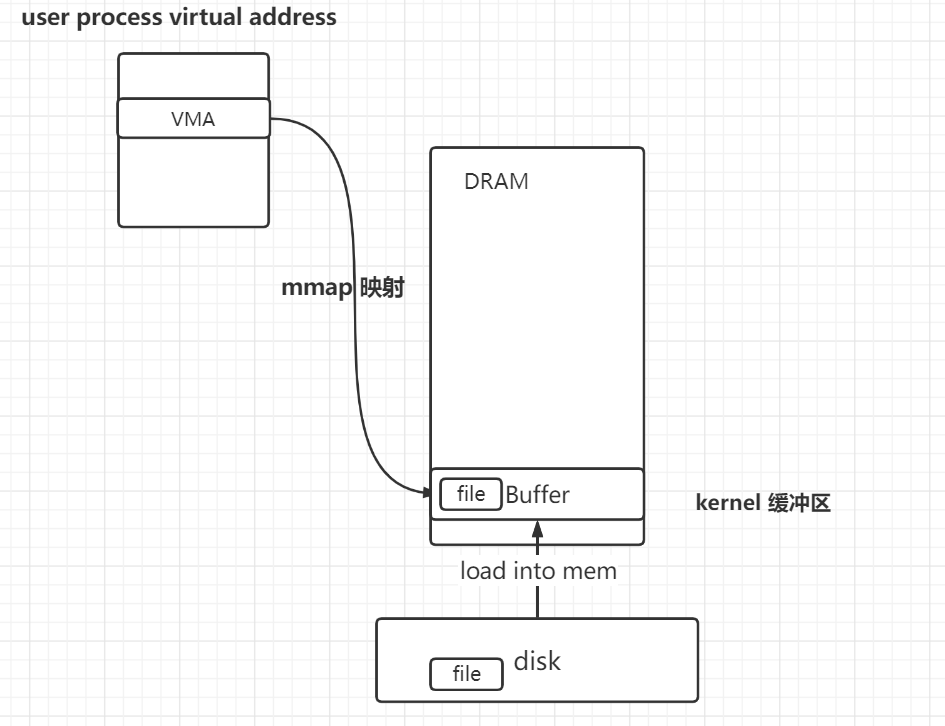 user process virtual address
VMA
DRAM
mmap 映射
file
Buffer
kernel 缓冲区
load into mem
file
disk